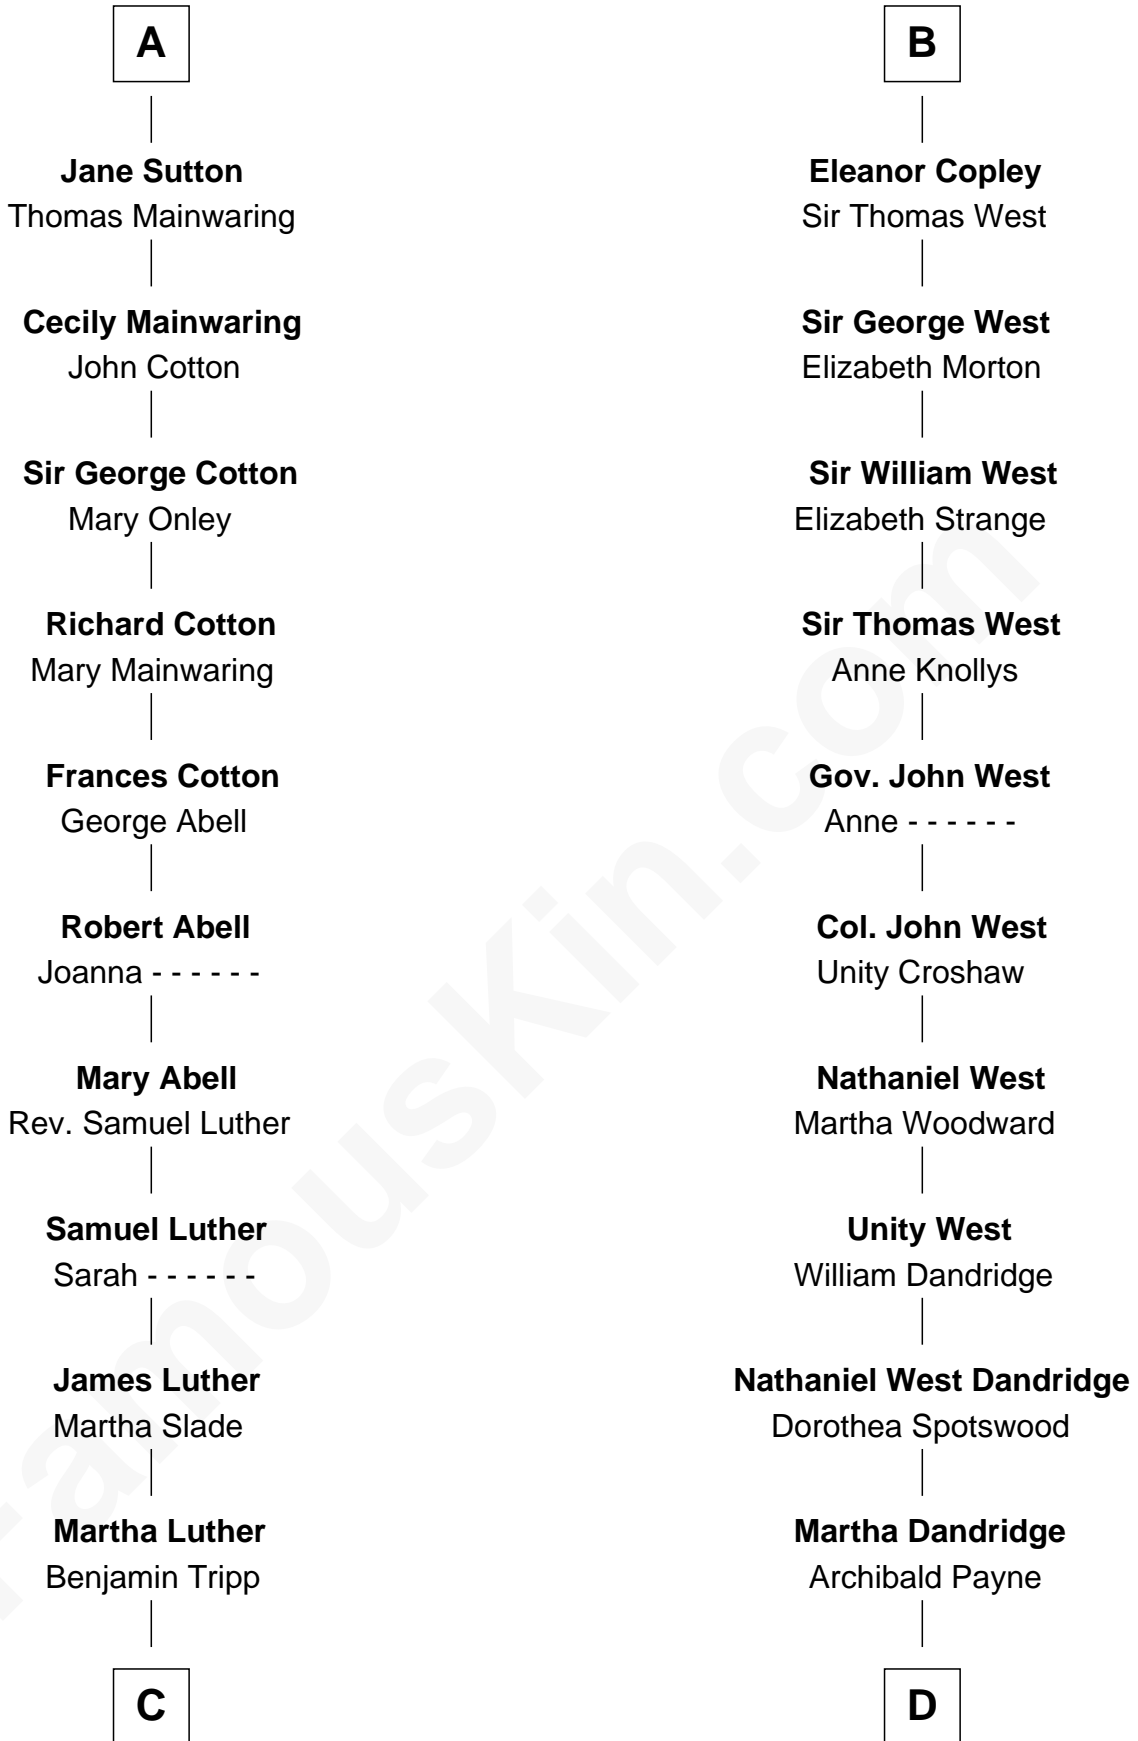 A
Jane Sutton
Thomas Mainwaring
Cecily Mainwaring
John Cotton
Sir George Cotton
Mary Onley
Richard Cotton
Mary Mainwaring
Frances Cotton
George Abell
Robert Abell
Joanna - - - - - -
Mary Abell
Rev. Samuel Luther
Samuel Luther
Sarah - - - - - -
James Luther
Martha Slade
Martha Luther
Benjamin Tripp
C
B
Eleanor Copley
Sir Thomas West
Sir George West
Elizabeth Morton
Sir William West
Elizabeth Strange
Sir Thomas West
Anne Knollys
Gov. John West
Anne - - - - - -
Col. John West
Unity Croshaw
Nathaniel West
Martha Woodward
Unity West
William Dandridge
Nathaniel West Dandridge
Dorothea Spotswood
Martha Dandridge
Archibald Payne
D
FamousKin.com